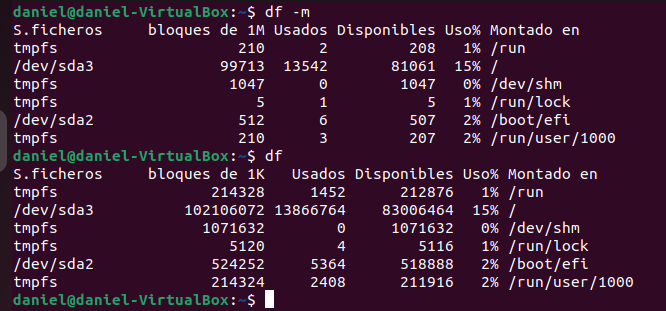 daniel@daniel-VirtualBox:~$ df -m
S.ficheros     bloques de 1M Usados Disponibles Uso% Montado en
tmpfs                    210      2         208   1% /run
/dev/sda3              99713  13542       81061  15% /
tmpfs                   1047      0        1047   0% /dev/shm
tmpfs                      5      1           5   1% /run/lock
/dev/sda2                512      6         507   2% /boot/efi
tmpfs                    210      3         207   2% /run/user/1000
daniel@daniel-VirtualBox:~$ df
S.ficheros     bloques de 1K   Usados Disponibles Uso% Montado en
tmpfs                 214328     1452      212876   1% /run
/dev/sda3          102106072 13866764    83006464  15% /
tmpfs                1071632        0     1071632   0% /dev/shm
tmpfs                   5120        4        5116   1% /run/lock
/dev/sda2             524252     5364      518888   2% /boot/efi
tmpfs                 214324     2408      211916   2% /run/user/1000
daniel@daniel-VirtualBox:~$